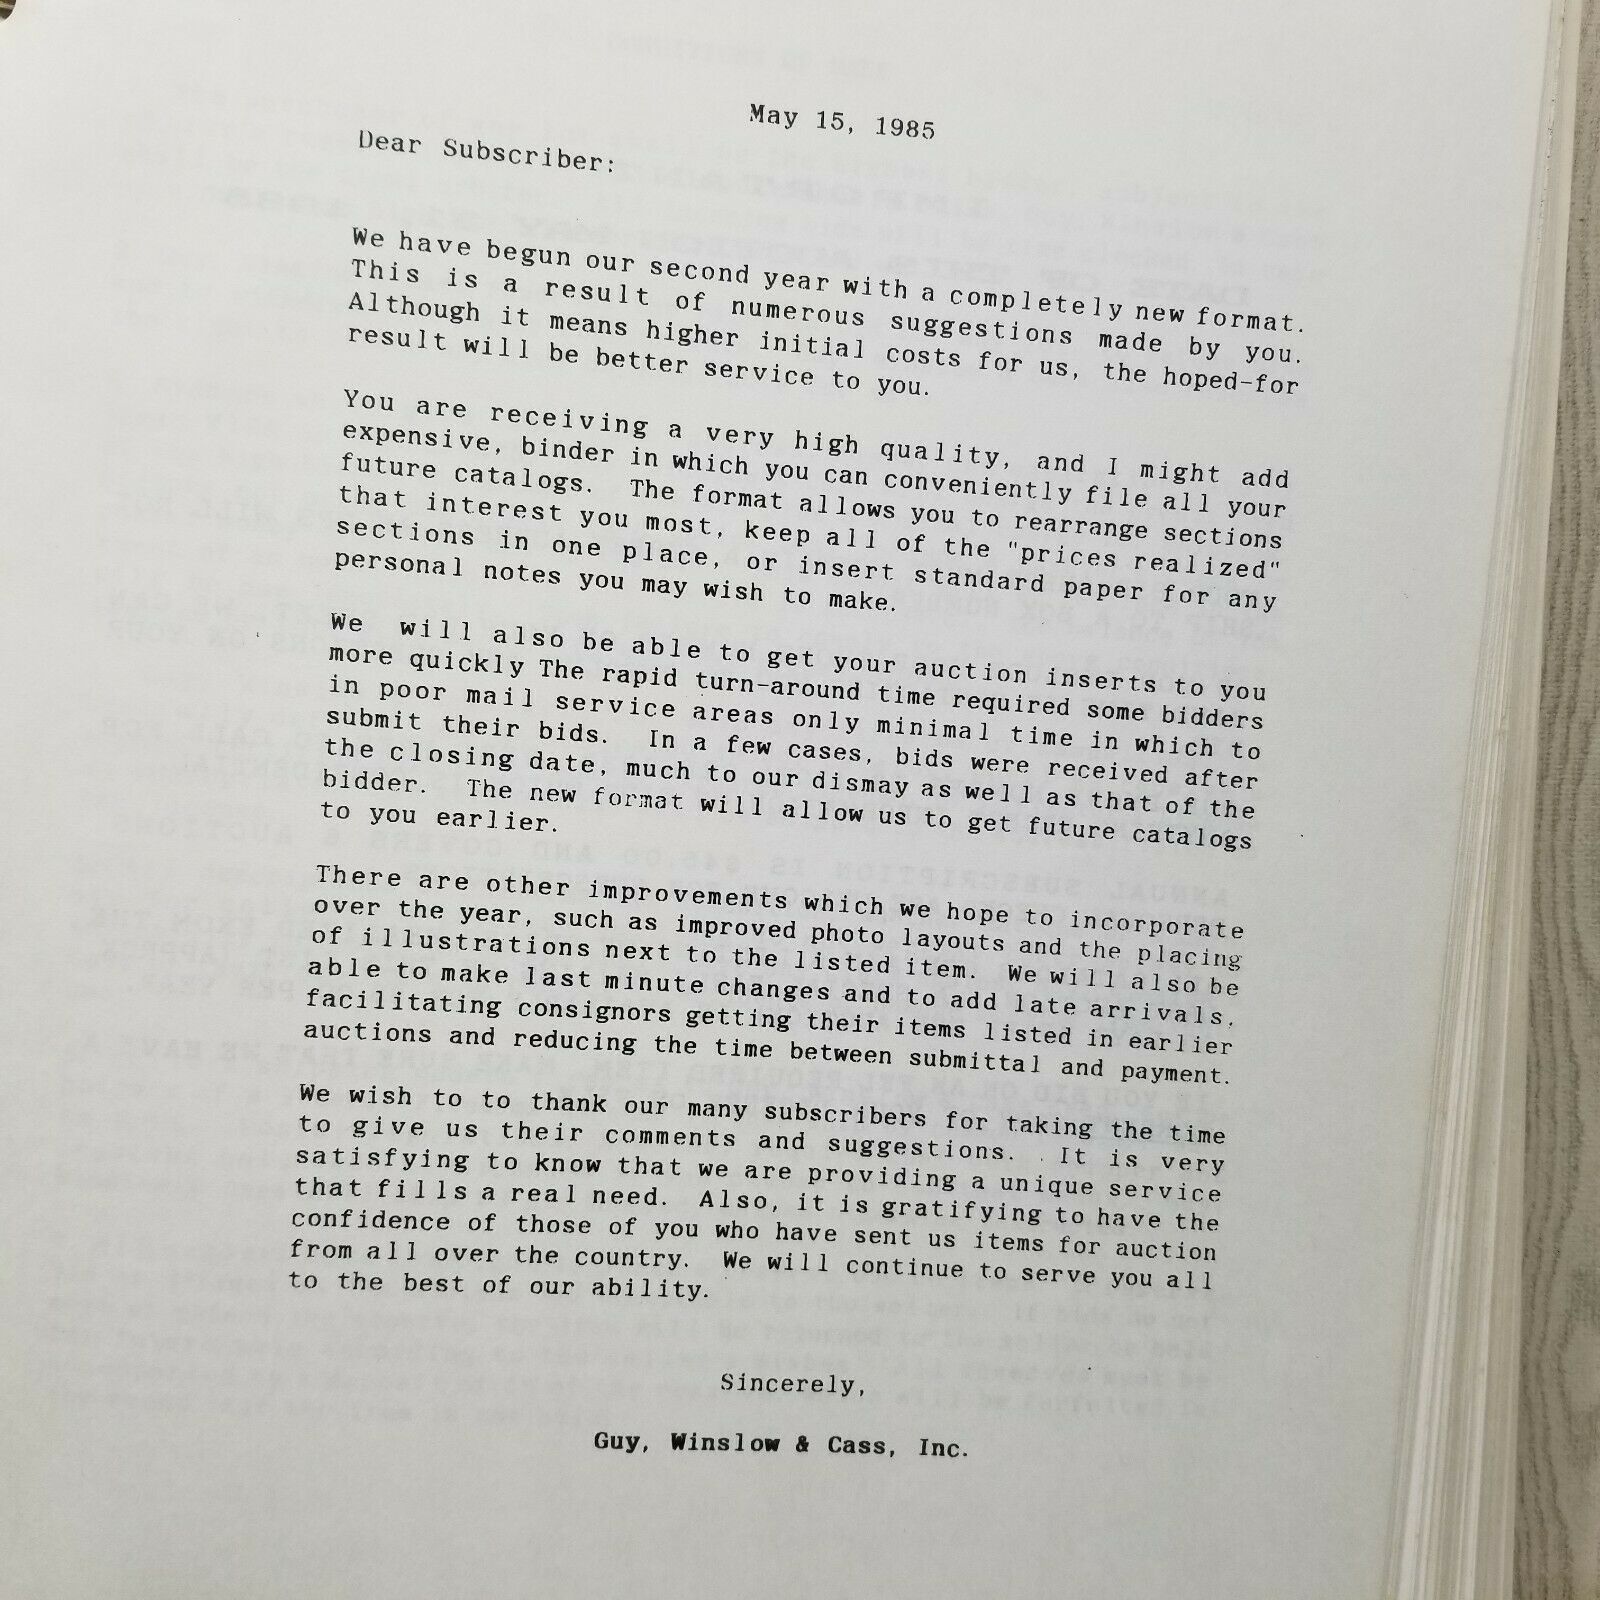 May 15, 1985
Dear Subscriber:
We have begun our second year with a completely new format.
This is a result of numerous suggestions made by you.
Although it means higher initial costs for us, the hoped-for
result will be better service to you.
You are receiving a very high quality, and I might add
expensive, binder in which you can conveniently file all your
future catalogs. The format allows you to rearrange sections
that interest you most, keep all of the "prices realized"
sections in one place, or insert standard paper for any
personal notes you may wish to make.
We will also be able to get your auction inserts to you
more quickly The rapid turn-around time required some bidders
in poor mail service areas only minimal time in which to
submit their bids. In a few cases, bids were received after
the closing date, much to our dismay as well as that of the
bidder. The new format will allow us to get future catalogs
to you earlier.
There are other improvements which we hope to incorporate
over the year, such as improved photo layouts and the placing
of illustrations next to the listed item. We will also be
able to make last minute changes and to add late arrivals,
facilitating consignors getting their items listed in earlier
auctions and reducing the time between submittal and payment.
We wish to to thank our many subscribers for taking the time
to give us their comments and suggestions. It is very
satisfying to know that we are providing a unique service
that fills a real need. Also, it is gratifying to have the
confidence of those of you who have sent us items for auction
from all over the country. We will continue to serve you all
to the best of our ability.
Sincerely,
Guy, Winslow & Cass, Inc.